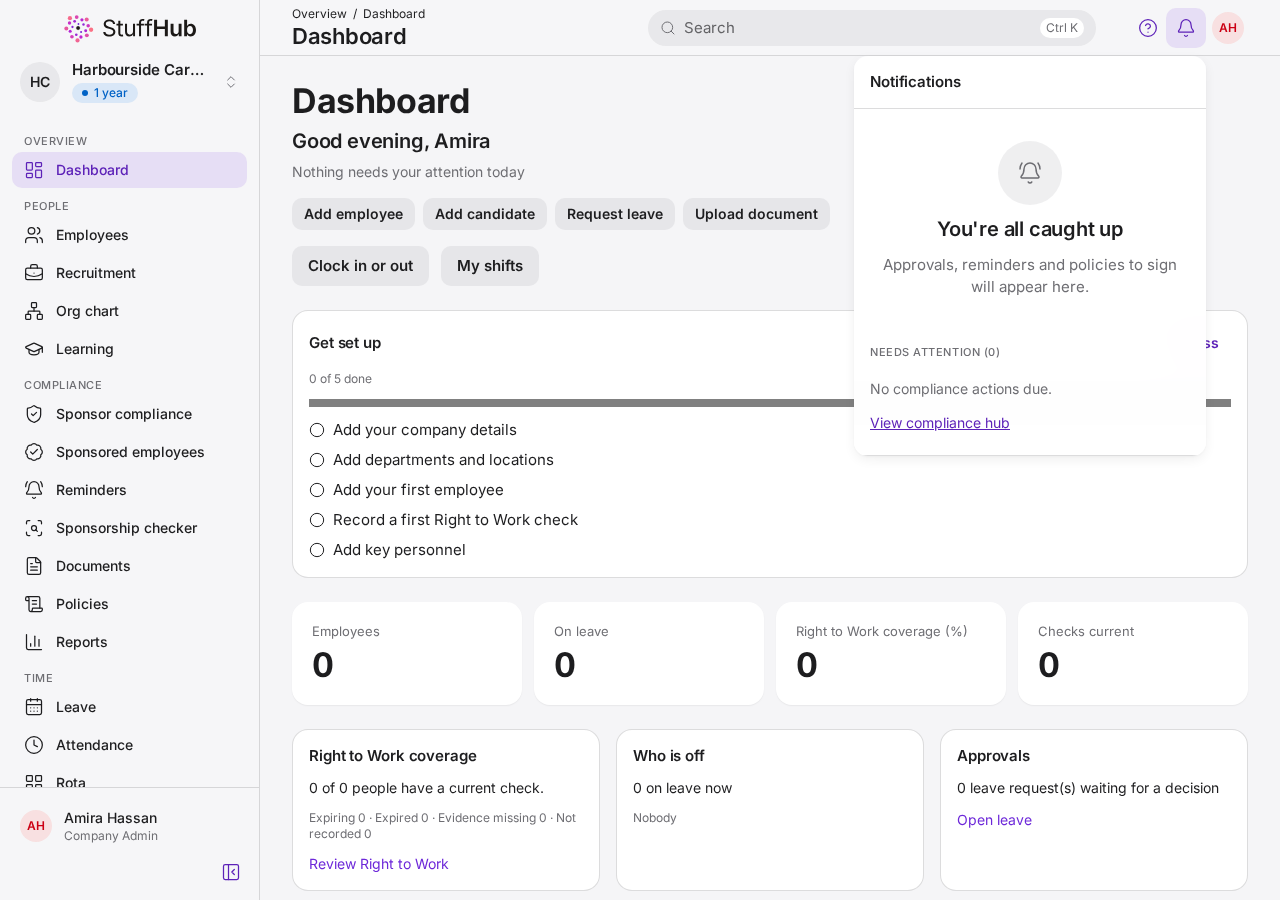 StuffHub
HC
Harbourside Car...
1 year
OVERVIEW
Dashboard
PEOPLE
Employees
Recruitment
Org chart
Learning
COMPLIANCE
Sponsor compliance
Sponsored employees
Reminders
Sponsorship checker
Documents
Policies
Reports
TIME
Leave
Attendance
Rota
AH
Amira Hassan
Company Admin
Overview / Dashboard
Dashboard
Search
Ctrl K
AH
Dashboard
Good evening, Amira
Nothing needs your attention today
Add employee
Add candidate
Request leave
Upload document
Clock in or out
My shifts
Notifications
You're all caught up
Approvals, reminders and policies to sign
will appear here.
NEEDS ATTENTION (0)
No compliance actions due.
View compliance hub
Get set up
0 of 5 done
Add your company details
Add departments and locations
Add your first employee
Record a first Right to Work check
Add key personnel
Employees
0
On leave
0
Right to Work coverage (%)
0
Checks current
0
Right to Work coverage
0 of 0 people have a current check.
Expiring 0 · Expired 0 · Evidence missing 0 · Not
recorded 0
Review Right to Work
Who is off
0 on leave now
Nobody
Approvals
0 leave request(s) waiting for a decision
Open leave